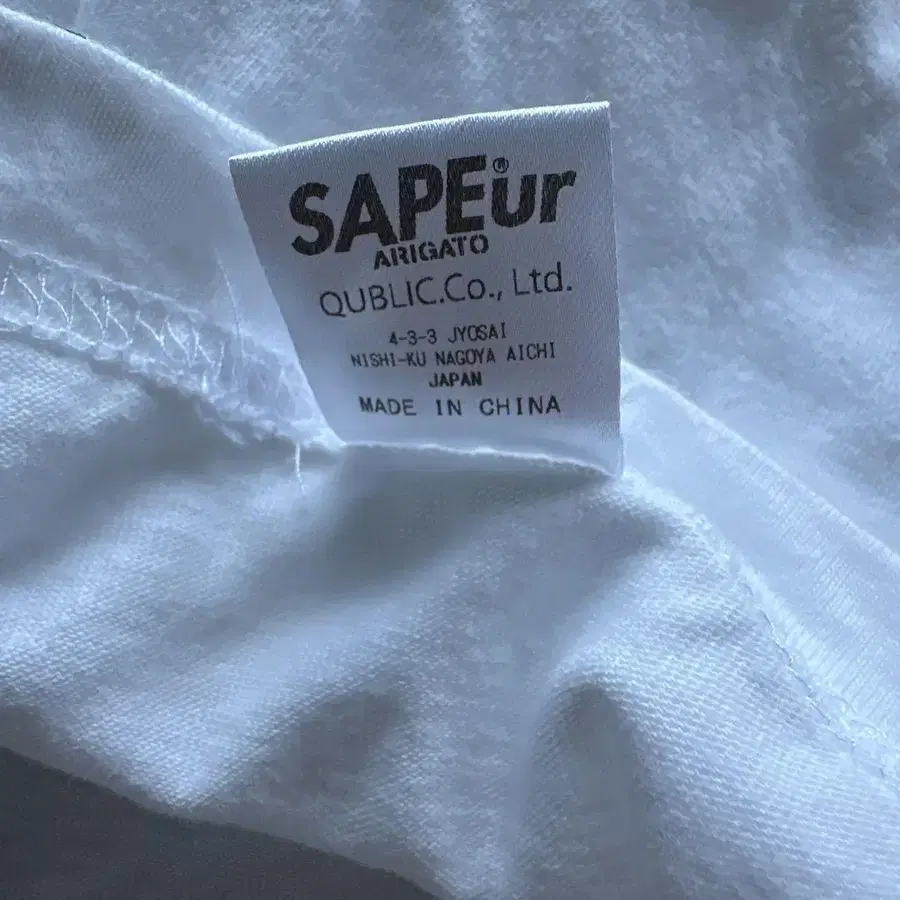 SAPEur®
ARIGATO
QUBLIC.Co., Ltd.
4-3-3 JYOSAI
NISHI-KU NAGOYA AICHI
JAPAN
MADE IN CHINA